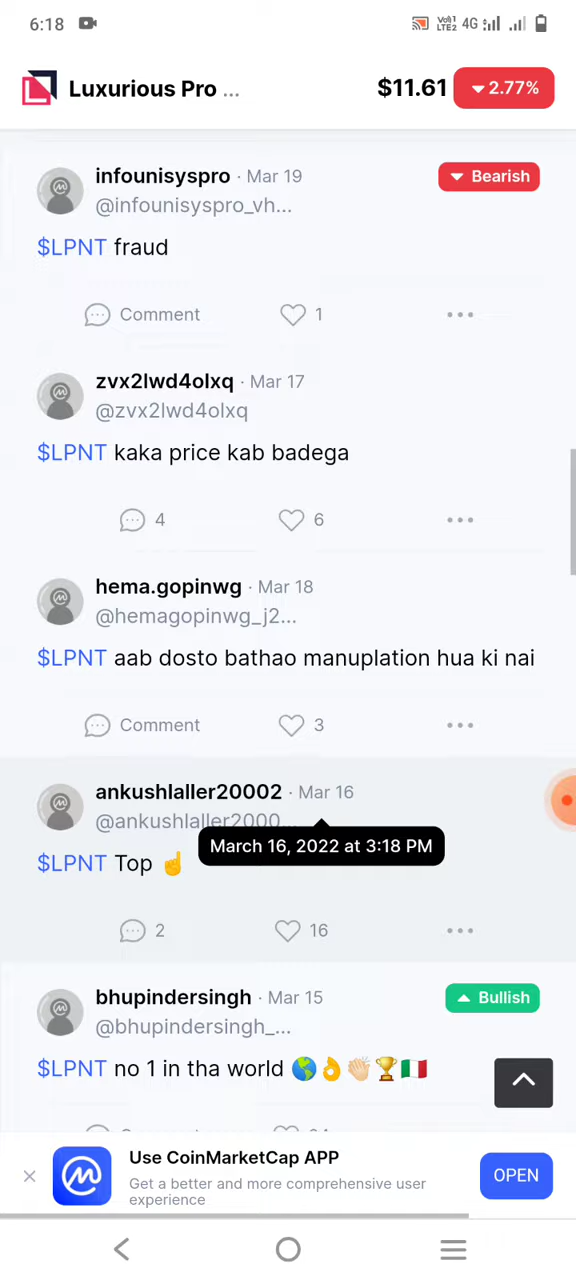 6:18
Vo1) LTE2 4G
Luxurious Pro ... $11.61 2.77%
infounisyspro · Mar 19 Bearish
@infounisyspro_vh...
$LPNT fraud
Comment 1
zvx2lwd4olxq · Mar 17
@zvx2lwd4olxq
$LPNT kaka price kab badega
4 6
hema.gopinwg · Mar 18
@hemagopinwg_j2...
$LPNT aab dosto bathao manuplation hua ki nai
Comment 3
ankushlaller20002 · Mar 16
@ankushlaller2000...
March 16, 2022 at 3:18 PM
$LPNT Top ☝️
2 16
bhupindersingh · Mar 15 Bullish
@bhupindersingh_...
$LPNT no 1 in tha world 🌎👌👏🏻🏆🇮🇹
Use CoinMarketCap APP
Get a better and more comprehensive user
experience
OPEN